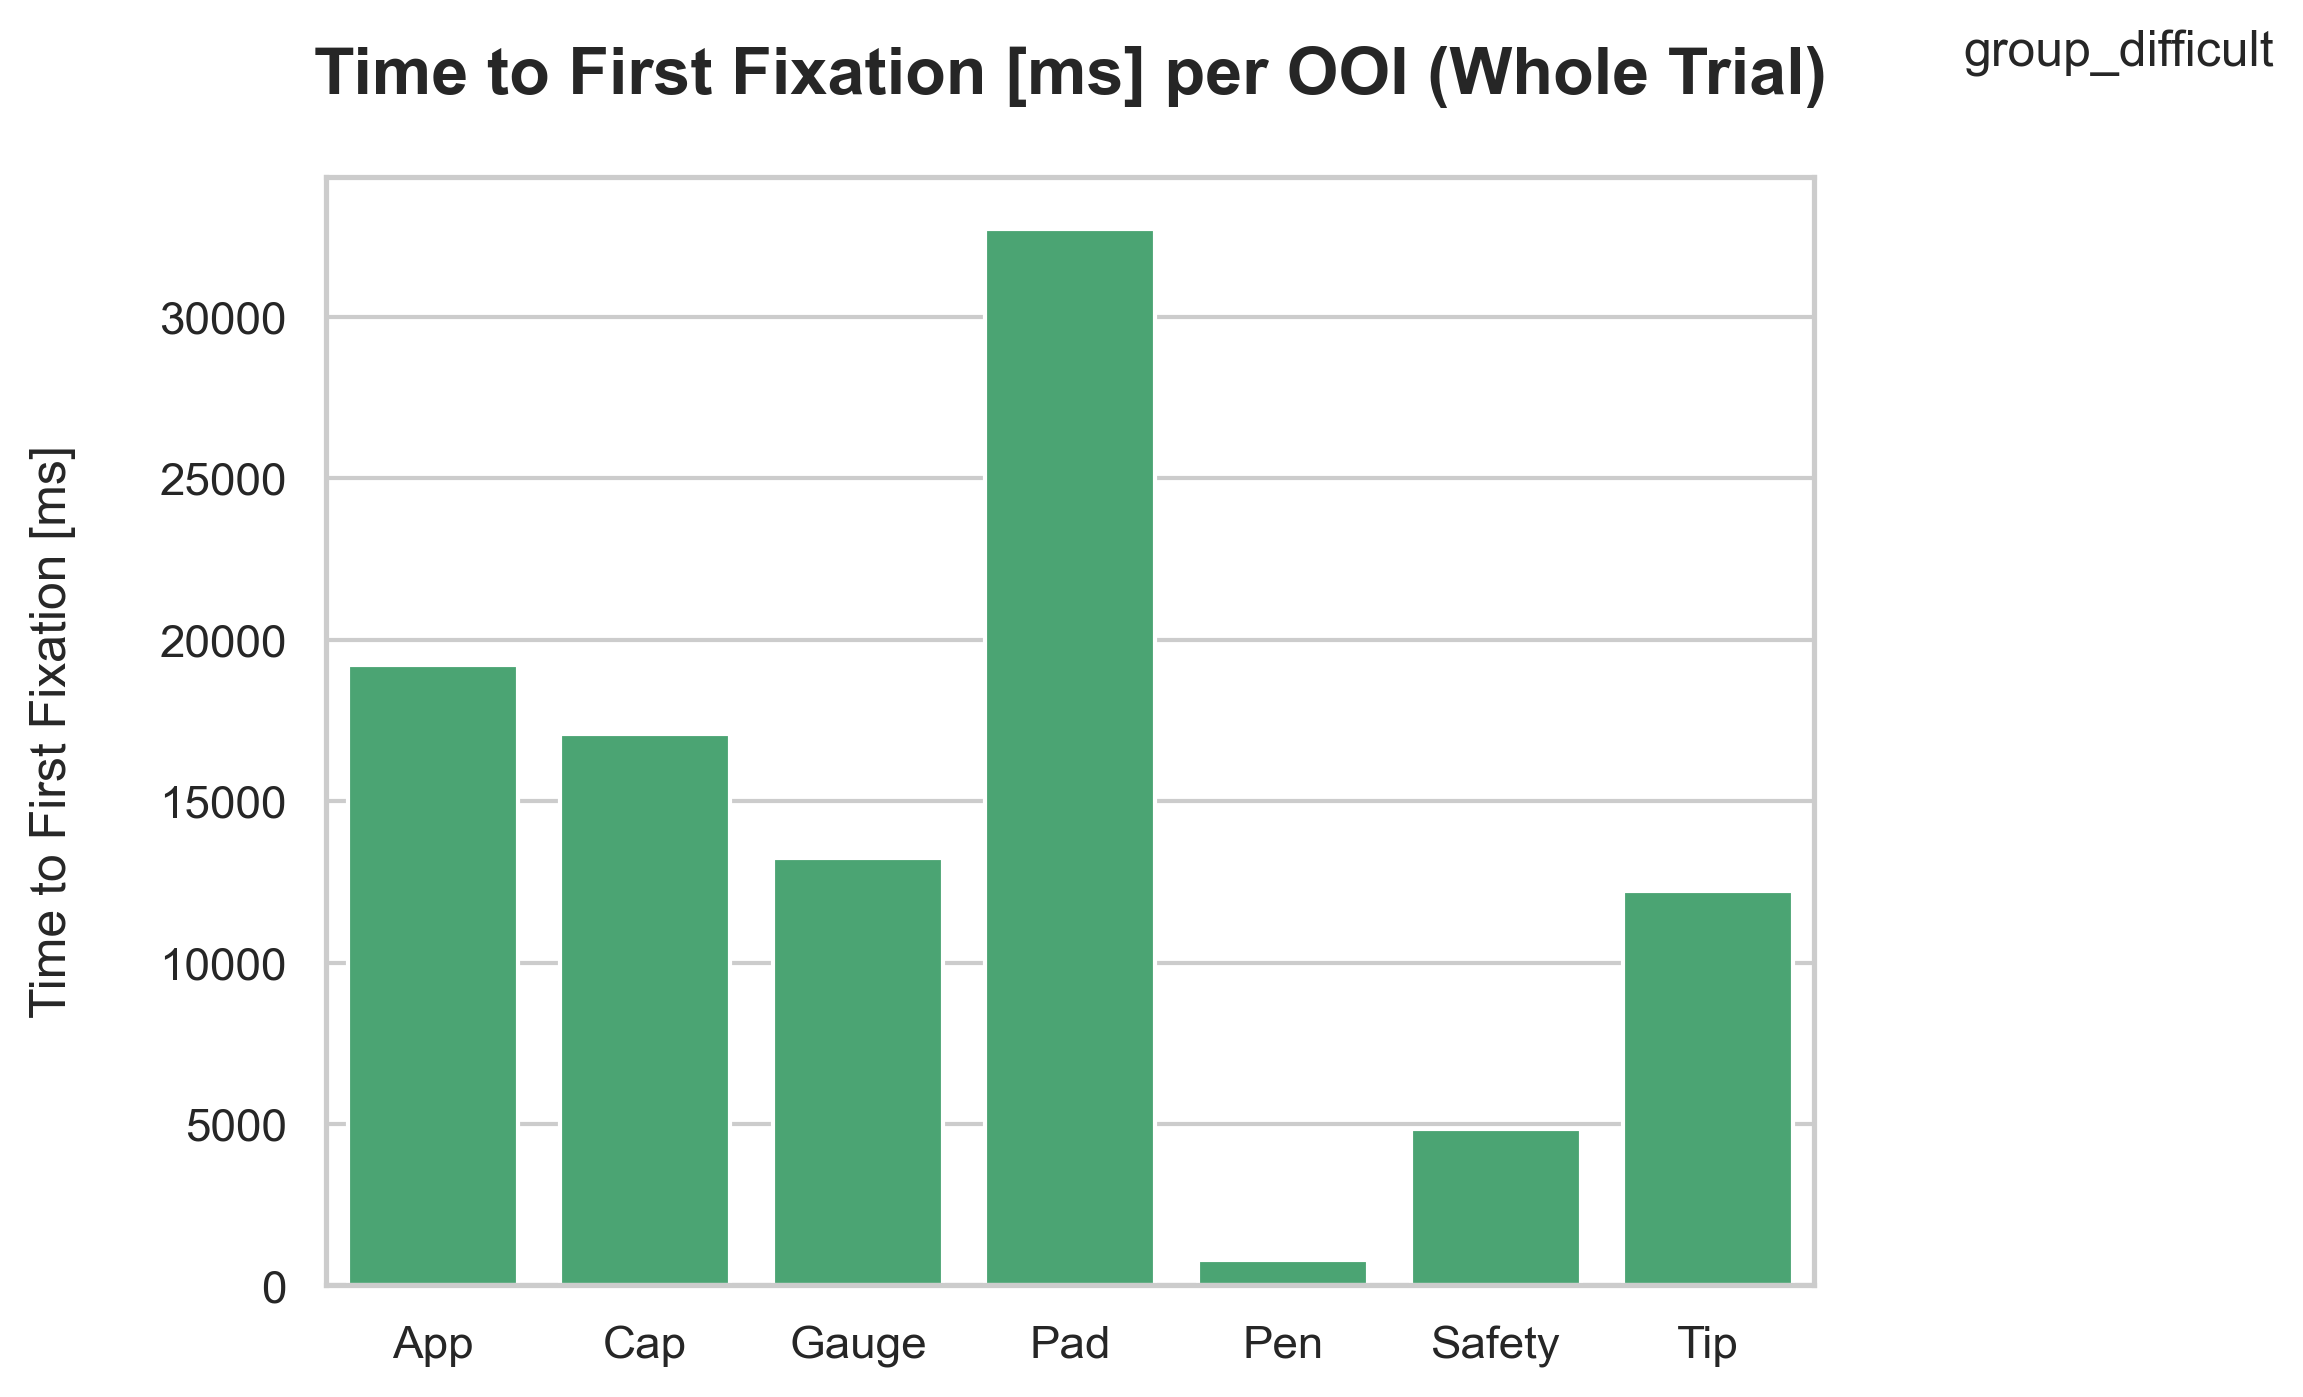 Time to First Fixation [ms] per OOI (Whole Trial)
group_difficult
Time to First Fixation [ms]
30000
25000
20000
15000
10000
5000
0
App Cap Gauge Pad Pen Safety Tip